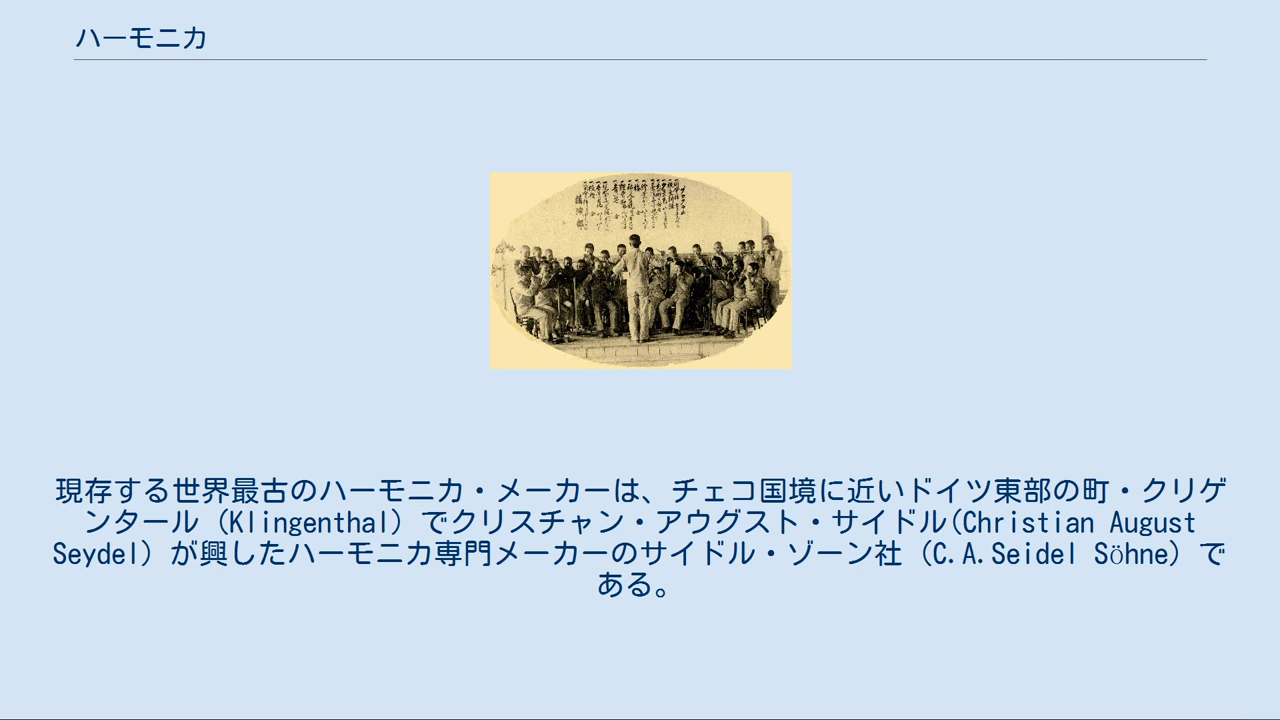 ハーモニカ
現存する世界最古のハーモニカ・メーカーは、チェコ国境に近いドイツ東部の町・クリゲ
ンタール（Klingenthal）でクリスチャン・アウグスト・サイドル(Christian August
Seydel）が興したハーモニカ専門メーカーのサイドル・ゾーン社（C.A.Seidel Söhne）で
ある。